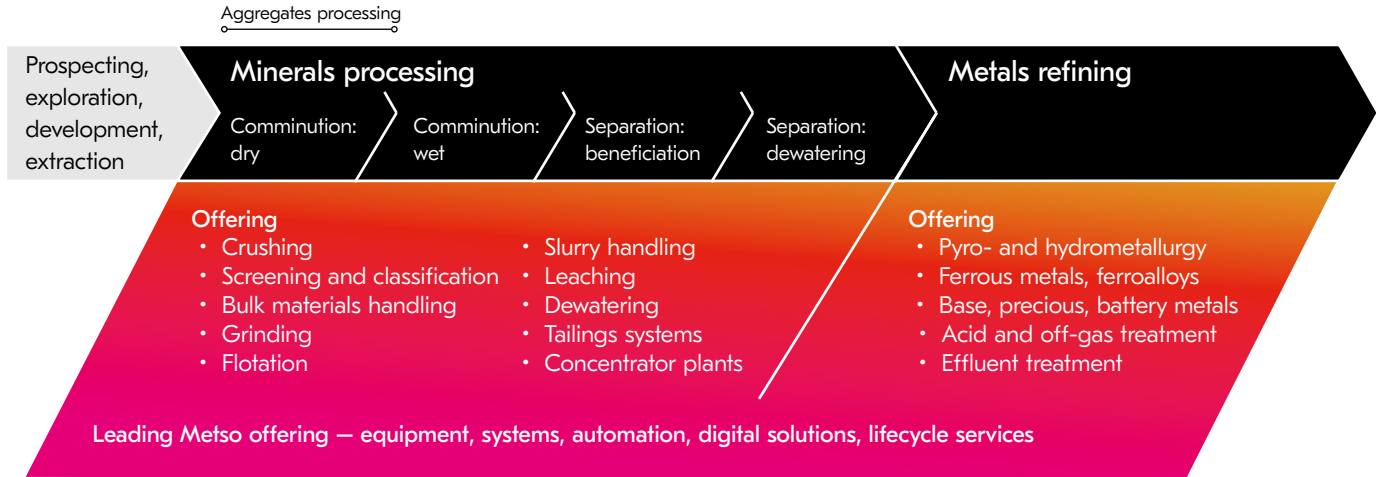 Aggregates processing
Prospecting,
exploration,
development,
extraction
Minerals processing
Comminution:
dry
Comminution:
wet
Separation:
beneficiation
Separation:
dewatering
Metals refining
Offering
• Crushing
• Screening and classification
• Bulk materials handling
• Grinding
• Flotation
• Slurry handling
• Leaching
• Dewatering
• Tailings systems
• Concentrator plants
Offering
• Pyro- and hydrometallurgy
• Ferrous metals, ferroalloys
• Base, precious, battery metals
• Acid and off-gas treatment
• Effluent treatment
Leading Metso offering – equipment, systems, automation, digital solutions, lifecycle services